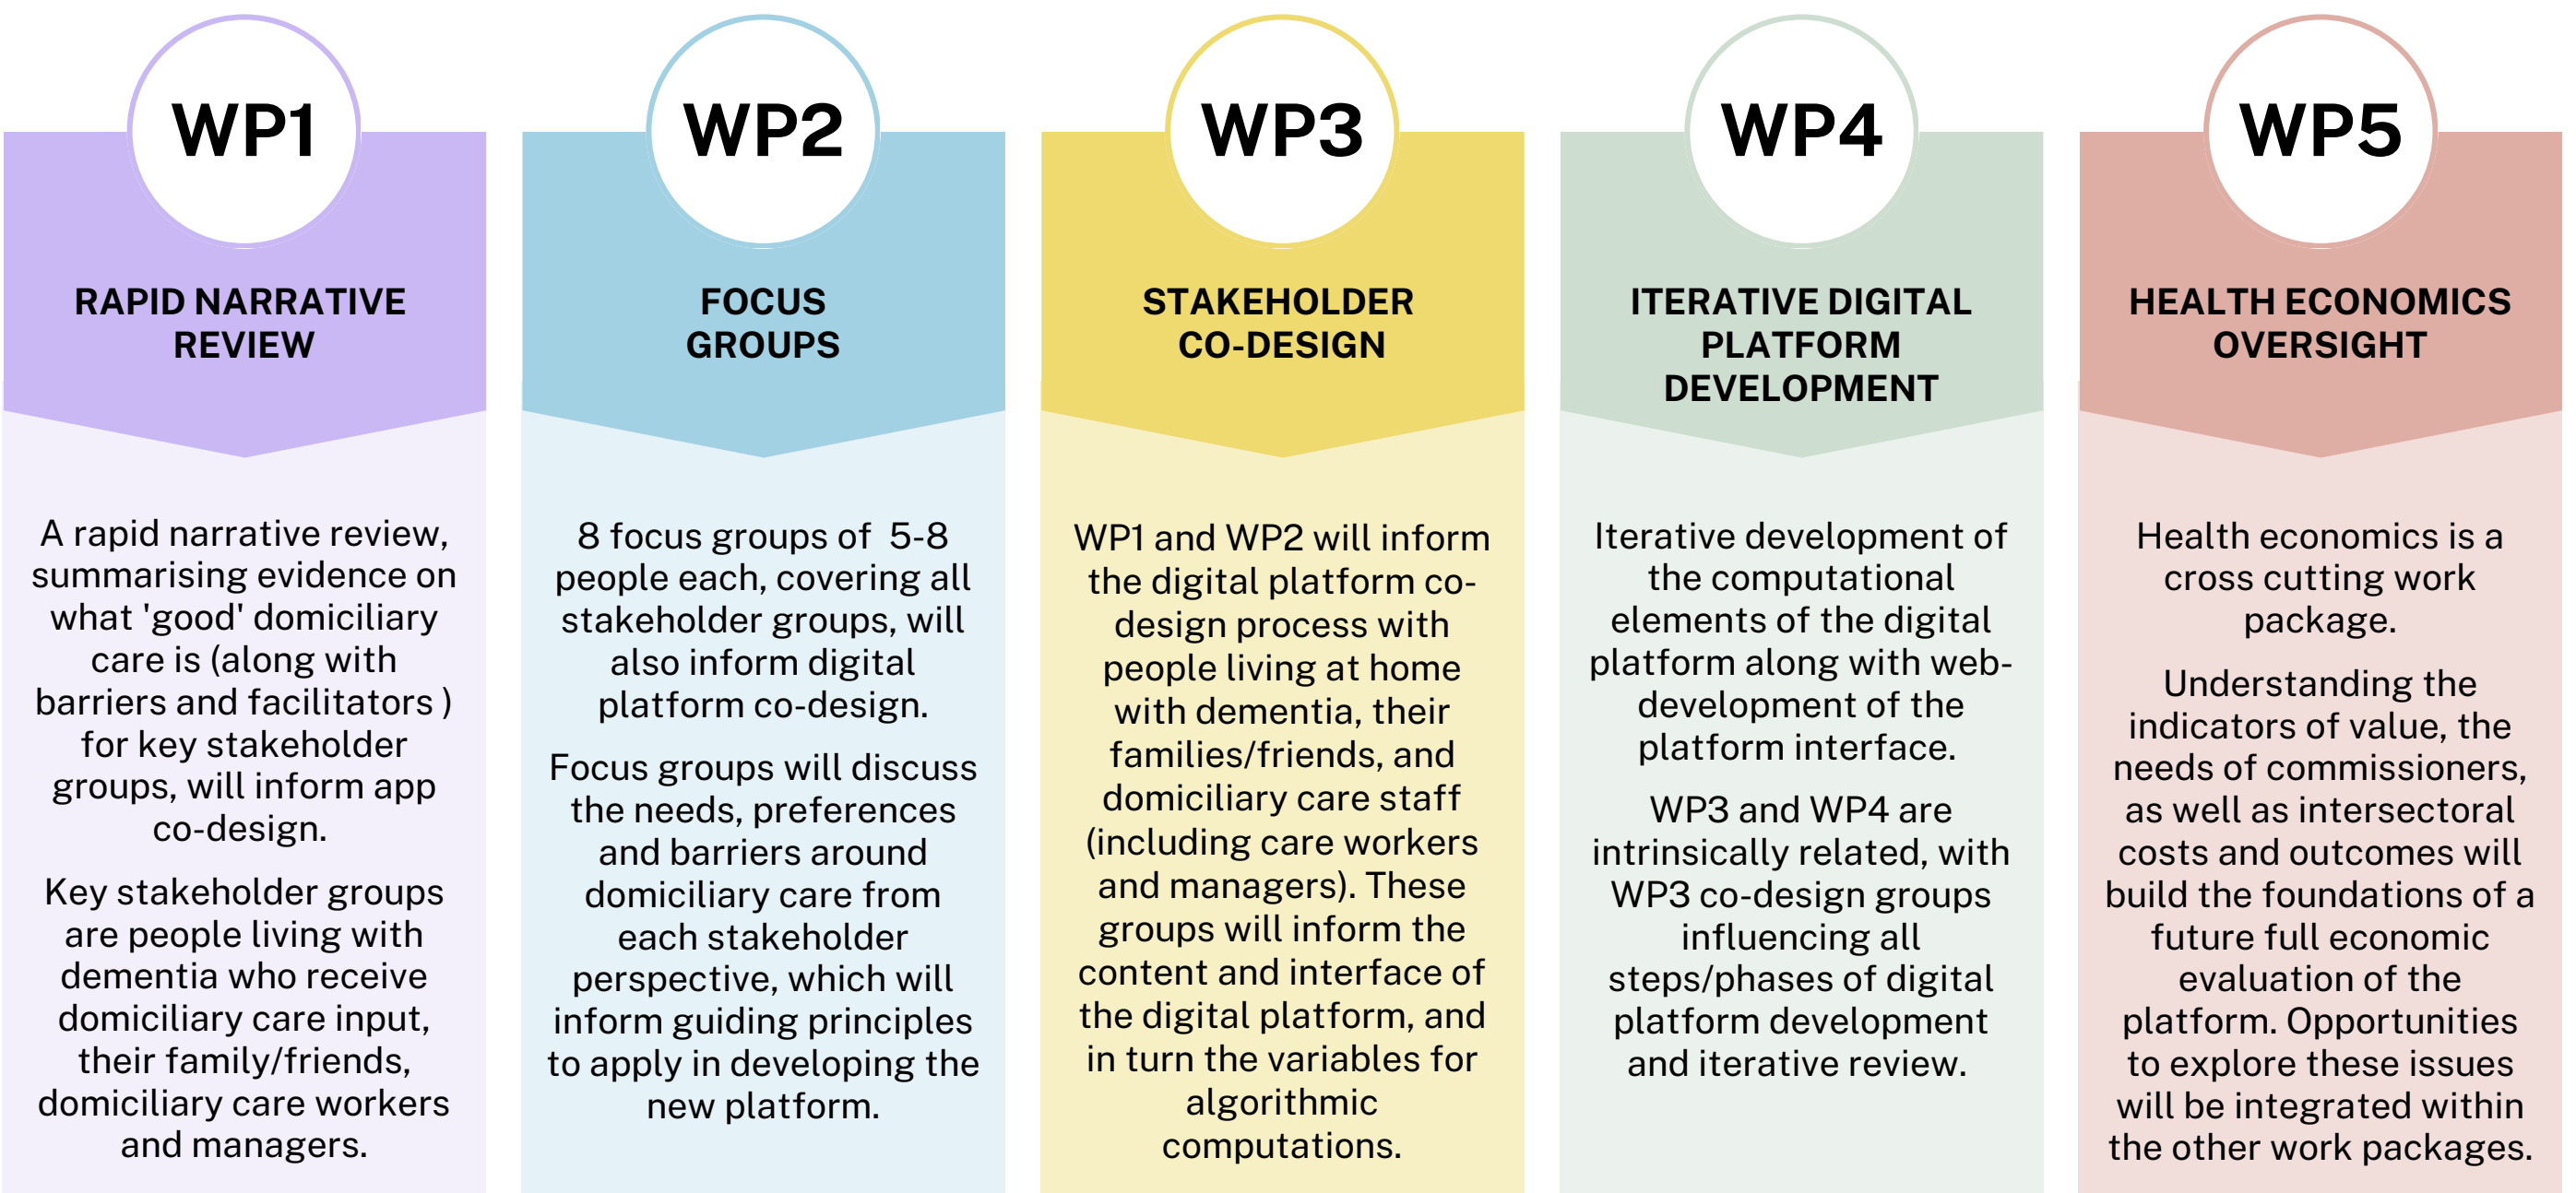 WP1
RAPID NARRATIVE
REVIEW
A rapid narrative review,
summarising evidence on
what 'good' domiciliary
care is (along with
barriers and facilitators )
for key stakeholder
groups, will inform app
co-design.
Key stakeholder groups
are people living with
dementia who receive
domiciliary care input,
their family/friends,
domiciliary care workers
and managers.
WP2
FOCUS
GROUPS
8 focus groups of  5-8
people each, covering all
stakeholder groups, will
also inform digital
platform co-design.
Focus groups will discuss
the needs, preferences
and barriers around
domiciliary care from
each stakeholder
perspective, which will
inform guiding principles
to apply in developing the
new platform.
WP3
STAKEHOLDER
CO-DESIGN
WP1 and WP2 will inform
the digital platform co-
design process with
people living at home
with dementia, their
families/friends, and
domiciliary care staff
(including care workers
and managers). These
groups will inform the
content and interface of
the digital platform, and
in turn the variables for
algorithmic
computations.
WP4
ITERATIVE DIGITAL
PLATFORM
DEVELOPMENT
Iterative development of
the computational
elements of the digital
platform along with web-
development of the
platform interface.
WP3 and WP4 are
intrinsically related, with
WP3 co-design groups
influencing all
steps/phases of digital
platform development
and iterative review.
WP5
HEALTH ECONOMICS
OVERSIGHT
Health economics is a
cross cutting work
package.
Understanding the
indicators of value, the
needs of commissioners,
as well as intersectoral
costs and outcomes will
build the foundations of a
future full economic
evaluation of the
platform. Opportunities
to explore these issues
will be integrated within
the other work packages.